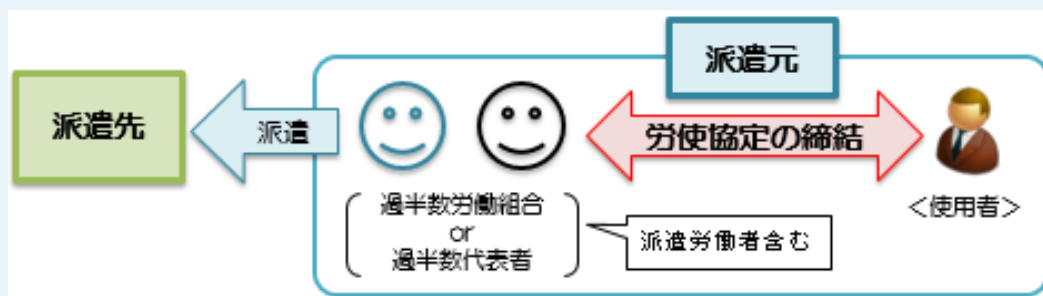 派遣元
派遣先
派遣
労使協定の締結
過半数労働組合
or
過半数代表者
派遣労働者含む
＜使用者＞